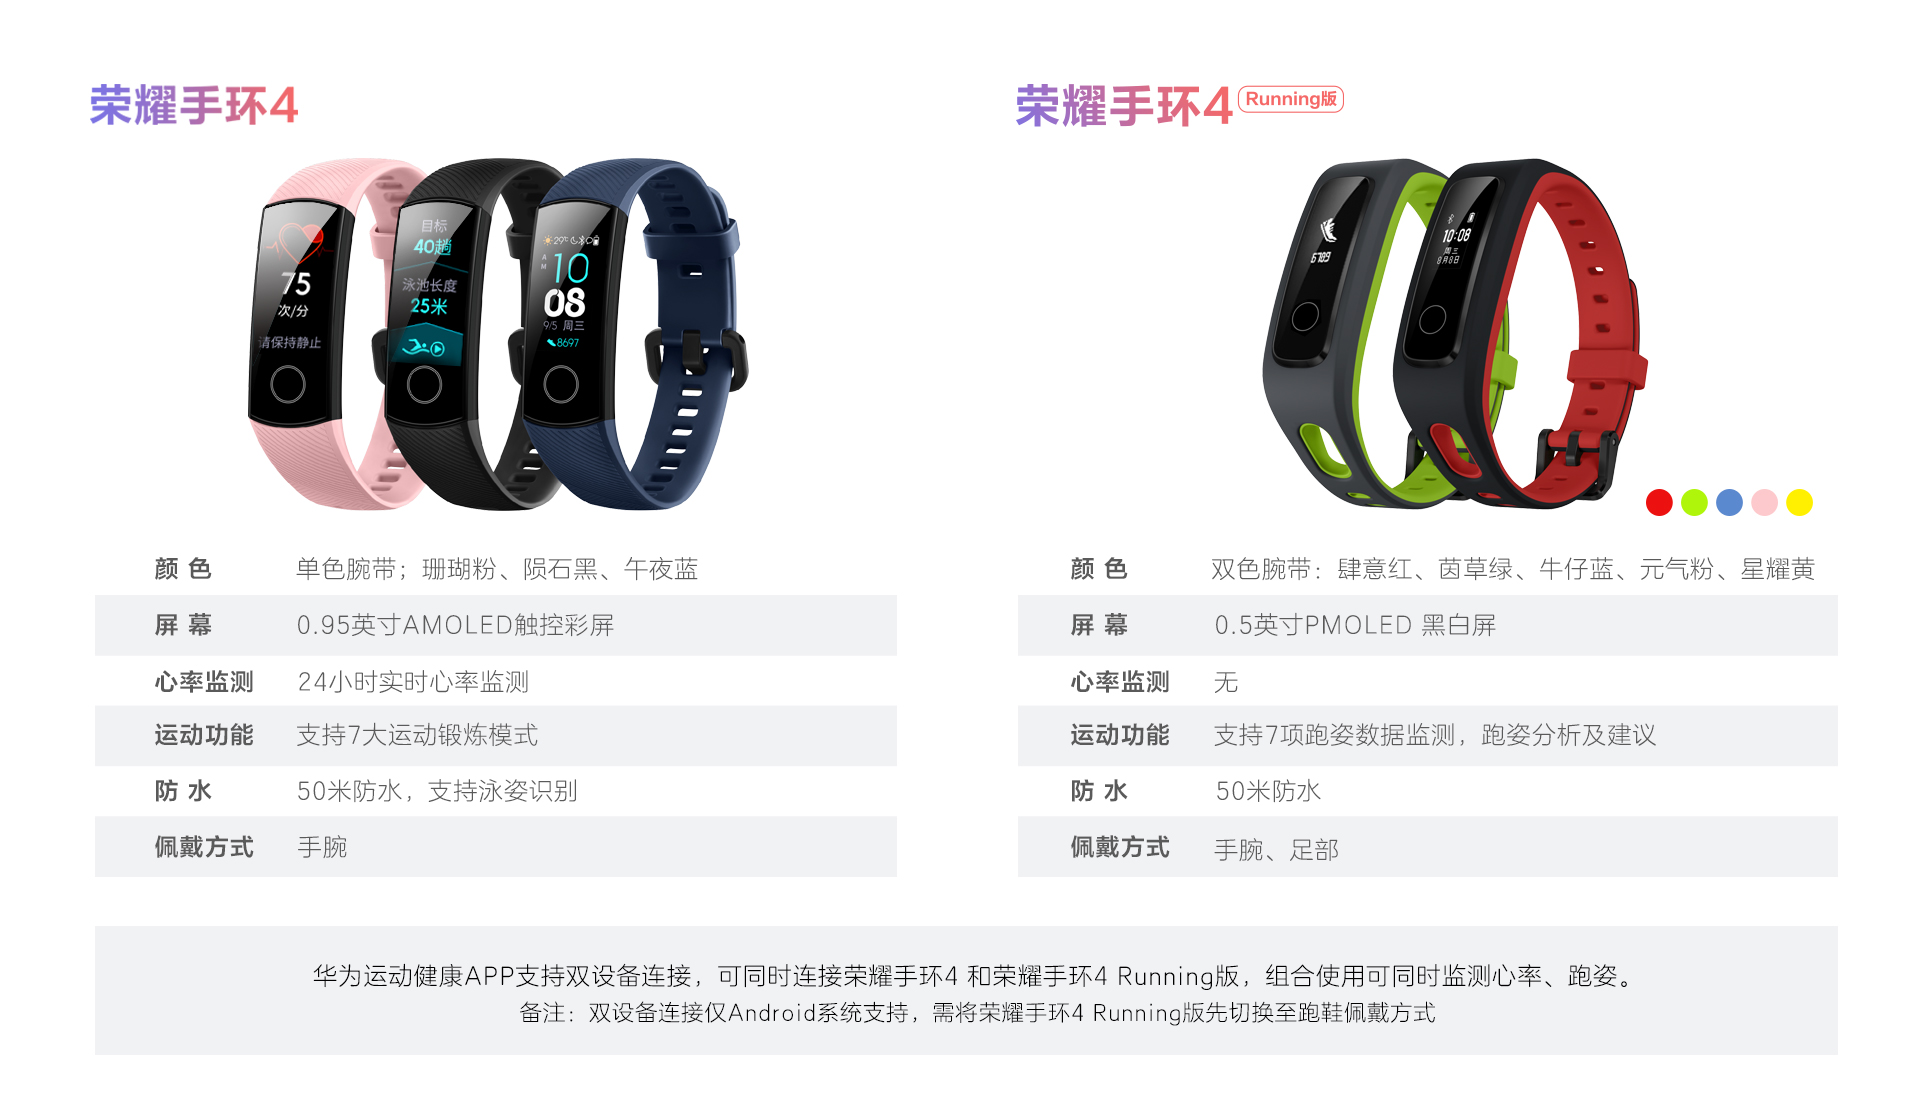 荣耀手环4
荣耀手环4 Running版
75
次/分
请保持静止
目标
40趟
泳池长度
25米
29℃
AM
10
08
9/5 周三
8697
6789
10:08
周三
8月8日
颜 色 单色腕带；珊瑚粉、陨石黑、午夜蓝
屏 幕 0.95英寸AMOLED触控彩屏
心率监测 24小时实时心率监测
运动功能 支持7大运动锻炼模式
防 水 50米防水，支持泳姿识别
佩戴方式 手腕
颜 色 双色腕带：肆意红、茵草绿、牛仔蓝、元气粉、星耀黄
屏 幕 0.5英寸PMOLED 黑白屏
心率监测 无
运动功能 支持7项跑姿数据监测，跑姿分析及建议
防 水 50米防水
佩戴方式 手腕、足部
华为运动健康APP支持双设备连接，可同时连接荣耀手环4 和荣耀手环4 Running版，组合使用可同时监测心率、跑姿。
备注：双设备连接仅Android系统支持，需将荣耀手环4 Running版先切换至跑鞋佩戴方式